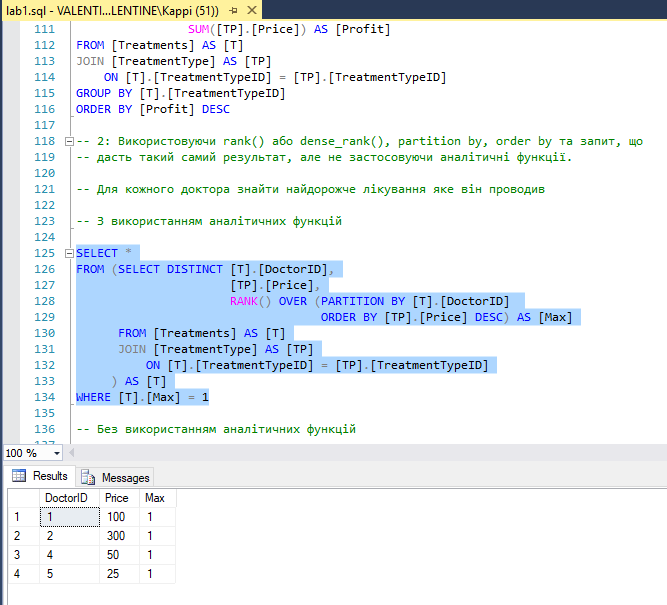 lab1.sql - VALENTI...LENTINE\Kappi (51))
111 SUM([TP].[Price]) AS [Profit]
112 FROM [Treatments] AS [T]
113 JOIN [TreatmentType] AS [TP]
114 ON [T].[TreatmentTypeID] = [TP].[TreatmentTypeID]
115 GROUP BY [T].[TreatmentTypeID]
116 ORDER BY [Profit] DESC
117
118 -- 2: Використовуючи rank() або dense_rank(), partition by, order by та запит, що
119 -- дасть такий самий результат, але не застосовуючи аналітичні функції.
120
121 -- Для кожного доктора знайти найдорожче лікування яке він проводив
122
123 -- З використанням аналітичних функцій
124
125 SELECT *
126 FROM (SELECT DISTINCT [T].[DoctorID],
127 [TP].[Price],
128 RANK() OVER (PARTITION BY [T].[DoctorID]
129 ORDER BY [TP].[Price] DESC) AS [Max]
130 FROM [Treatments] AS [T]
131 JOIN [TreatmentType] AS [TP]
132 ON [T].[TreatmentTypeID] = [TP].[TreatmentTypeID]
133 ) AS [T]
134 WHERE [T].[Max] = 1
135
136 -- Без використанням аналітичних функцій
137
100 %
Results Messages
DoctorID Price Max
1 1 100 1
2 2 300 1
3 4 50 1
4 5 25 1